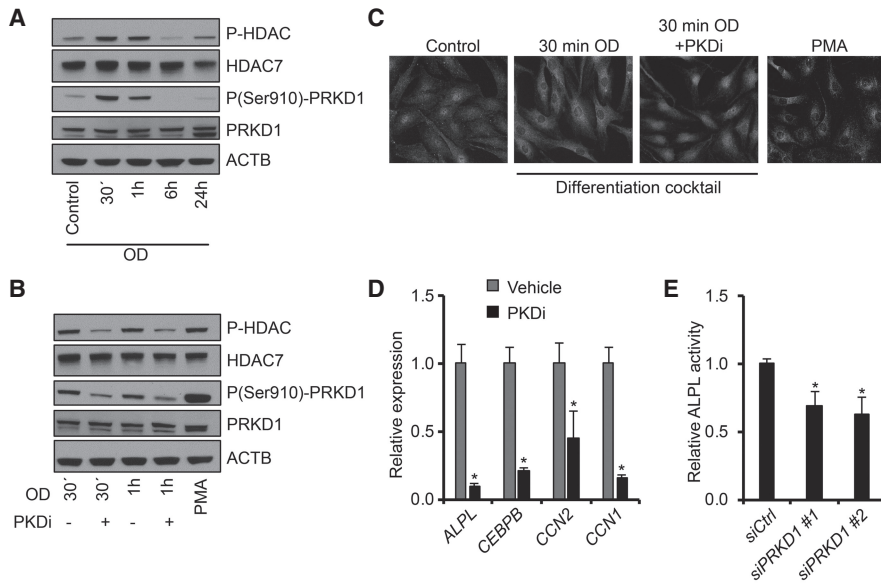 A
P-HDAC
HDAC7
P(Ser910)-PRKD1
PRKD1
ACTB
Control
30´
1h
6h
24h
OD
B
P-HDAC
HDAC7
P(Ser910)-PRKD1
PRKD1
ACTB
OD 30´ 30´ 1h 1h PMA
PKDi - + - +
C
Control
30 min OD
30 min OD
+PKDi
PMA
Differentiation cocktail
D
Vehicle
PKDi
Relative expression
1.5
1.0
0.5
0.0
* * * *
ALPL
CEBPB
CCN2
CCN1
E
Relative ALPL activity
1.5
1.0
0.5
0.0
* *
siCtrl
siPRKD1 #1
siPRKD1 #2